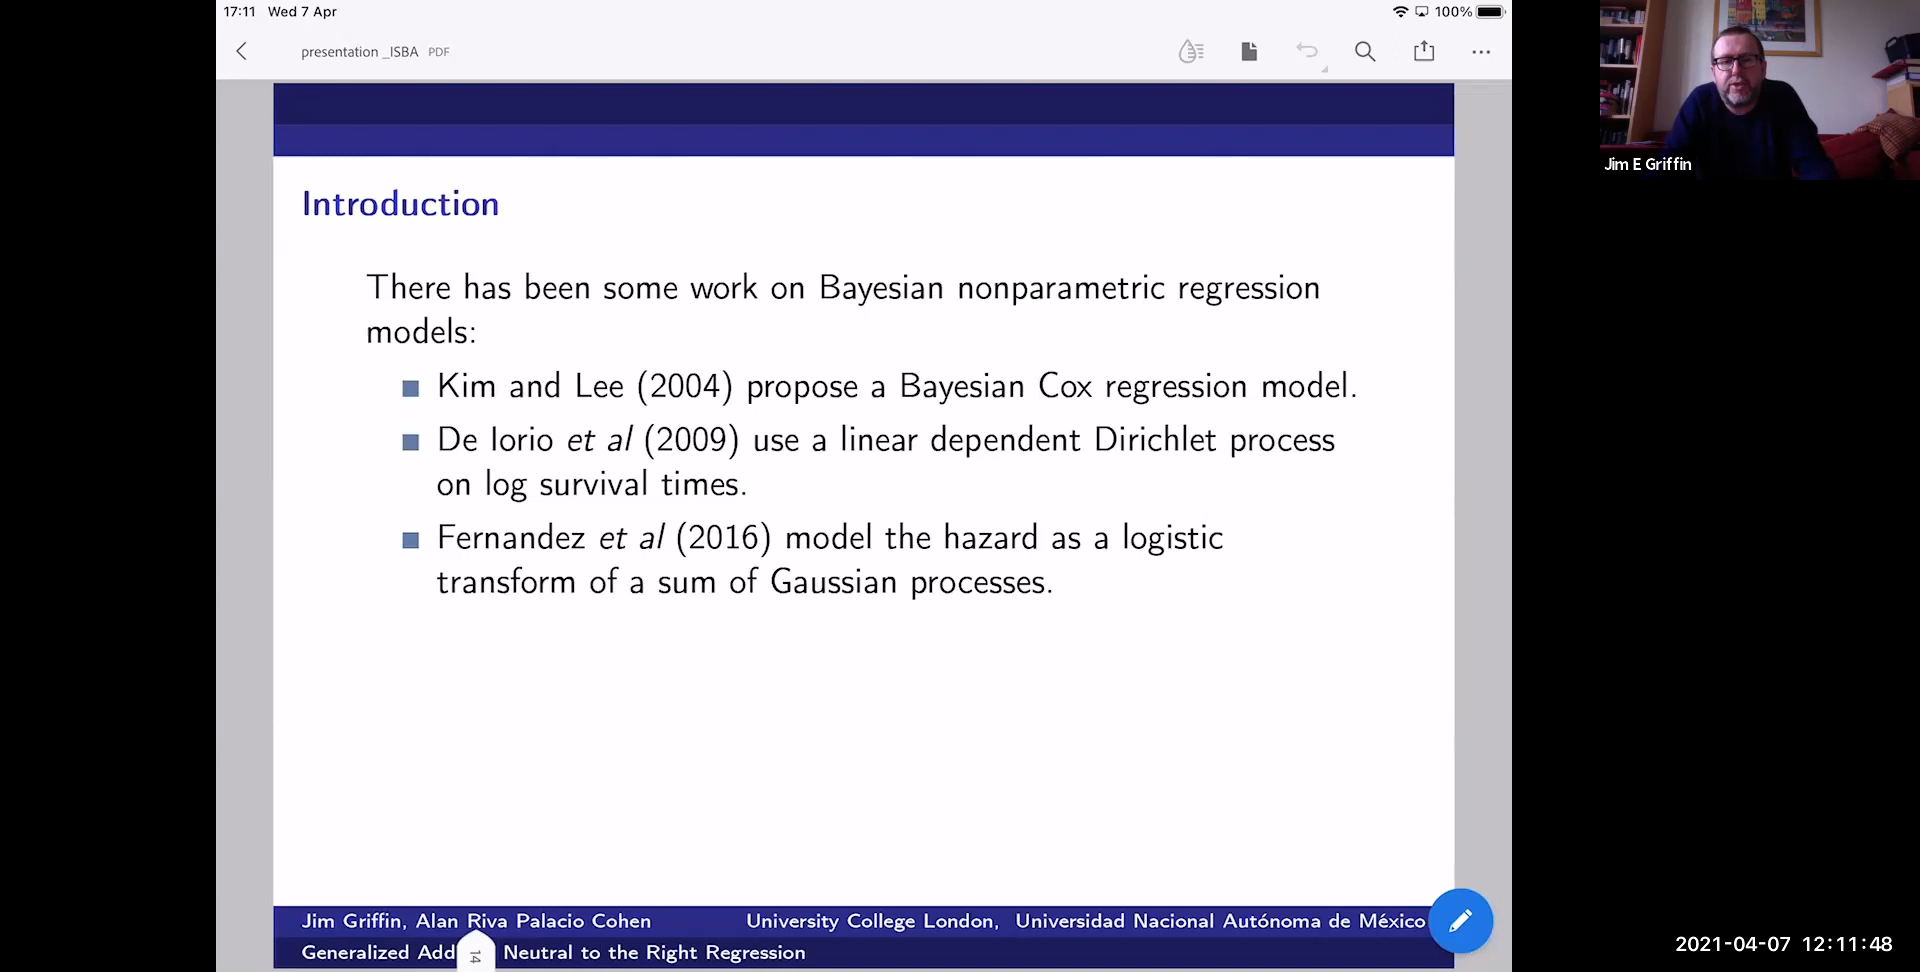 17:11 Wed 7 Apr
100%
presentation _ISBA PDF
Jim E Griffin
Introduction
There has been some work on Bayesian nonparametric regression
models:
Kim and Lee (2004) propose a Bayesian Cox regression model.
De Iorio et al (2009) use a linear dependent Dirichlet process
on log survival times.
Fernandez et al (2016) model the hazard as a logistic
transform of a sum of Gaussian processes.
Jim Griffin, Alan Riva Palacio Cohen University College London, Universidad Nacional Autónoma de México
Generalized Add 14 Neutral to the Right Regression
2021-04-07 12:11:48